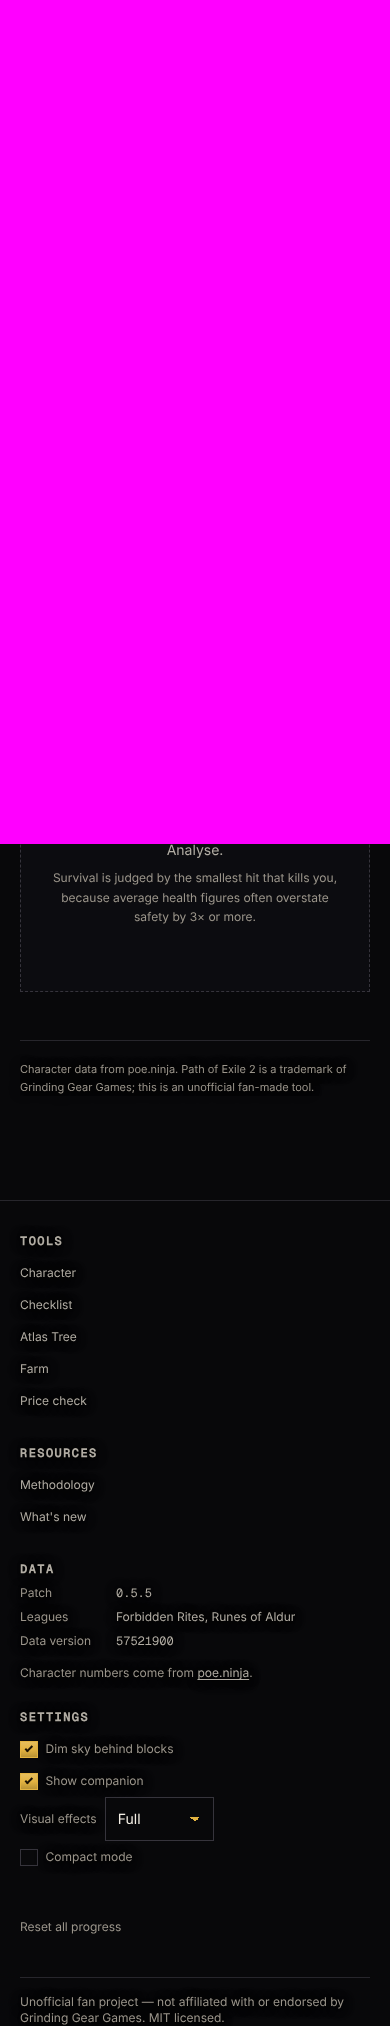 Analyse.
Survival is judged by the smallest hit that kills you,
because average health figures often overstate
safety by 3× or more.
Character data from poe.ninja. Path of Exile 2 is a trademark of
Grinding Gear Games; this is an unofficial fan-made tool.
TOOLS
Character
Checklist
Atlas Tree
Farm
Price check
RESOURCES
Methodology
What's new
DATA
Patch 0.5.5
Leagues Forbidden Rites, Runes of Aldur
Data version 57521900
Character numbers come from poe.ninja.
SETTINGS
Dim sky behind blocks
Show companion
Visual effects Full
Compact mode
Reset all progress
Unofficial fan project — not affiliated with or endorsed by
Grinding Gear Games. MIT licensed.